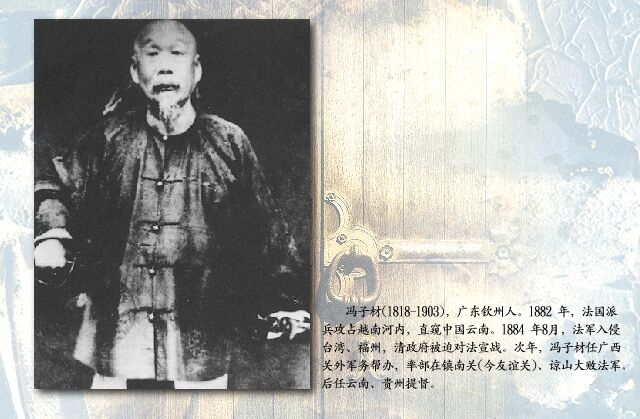 冯子材(1818-1903)，广东钦州人。1882 年，法国派
兵攻占越南河内，直窥中国云南。1884 年8月，法军入侵
台湾、福州，清政府被迫对法宣战。次年，冯子材任广西
关外军务帮办，率部在镇南关(今友谊关)、谅山大败法军。
后任云南、贵州提督。